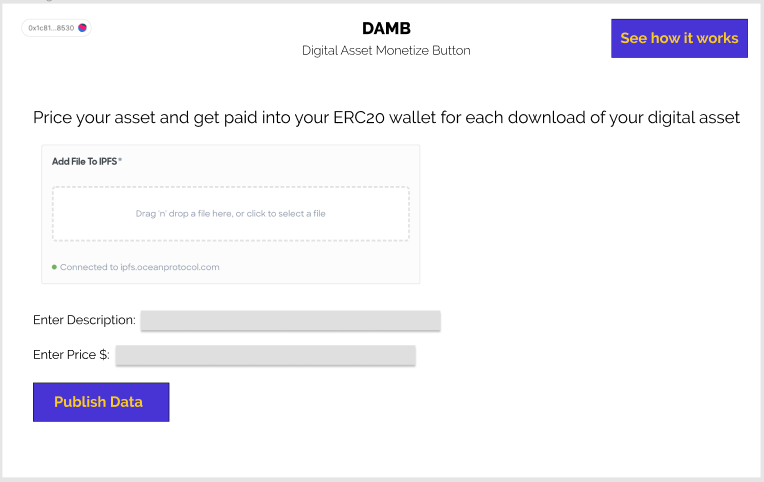 0x1c81...8530
DAMB
Digital Asset Monetize Button
See how it works
Price your asset and get paid into your ERC20 wallet for each download of your digital asset
Add File To IPFS*
Drag 'n' drop a file here, or click to select a file
Connected to ipfs.oceanprotocol.com
Enter Description:
Enter Price $:
Publish Data